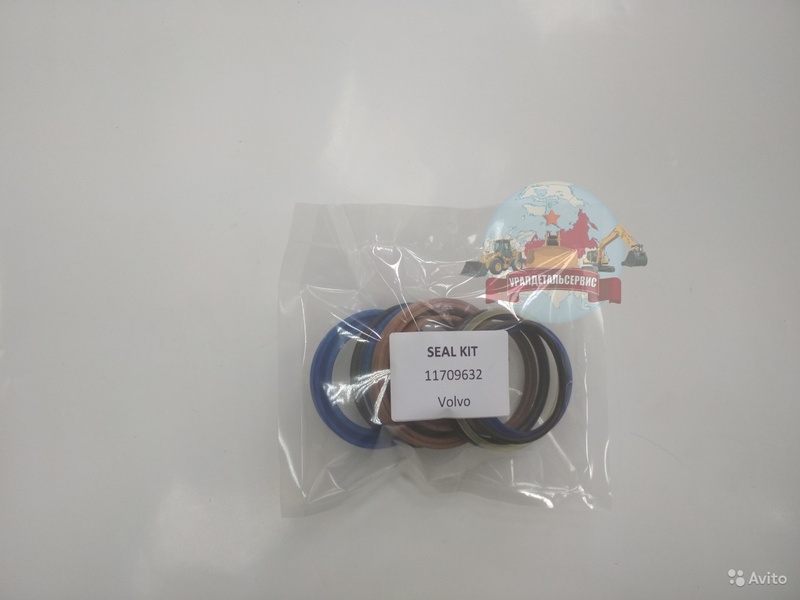 УРАЛДЕТАЛЬСЕРВИС
SEAL KIT
11709632
Volvo
Avito